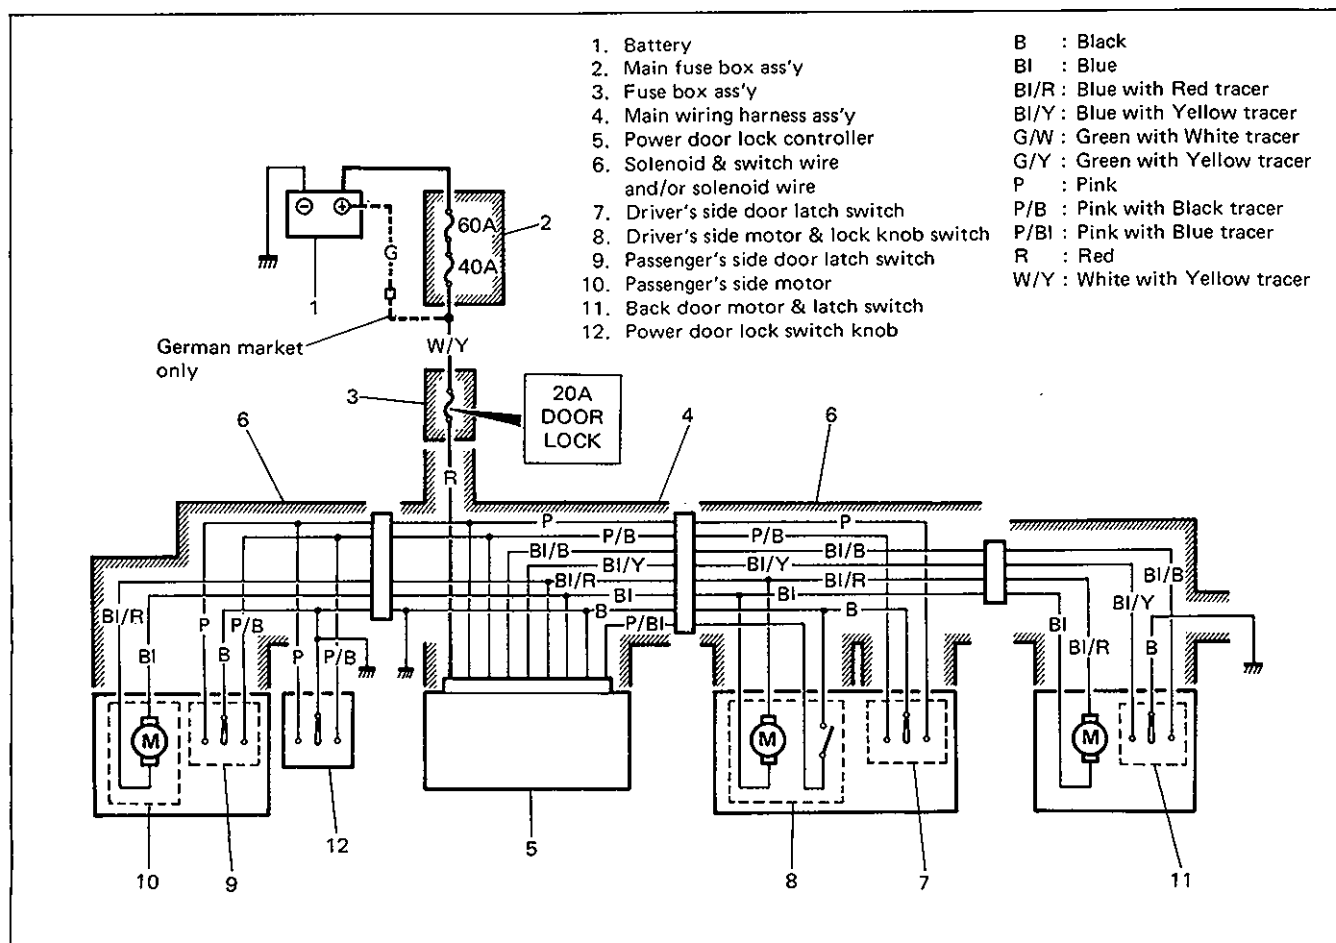 1. Battery
2. Main fuse box ass'y
3. Fuse box ass'y
4. Main wiring harness ass'y
5. Power door lock controller
6. Solenoid & switch wire
and/or solenoid wire
7. Driver's side door latch switch
8. Driver's side motor & lock knob switch
9. Passenger's side door latch switch
10. Passenger's side motor
11. Back door motor & latch switch
12. Power door lock switch knob
B : Black
Bl : Blue
Bl/R : Blue with Red tracer
Bl/Y : Blue with Yellow tracer
G/W : Green with White tracer
G/Y : Green with Yellow tracer
P : Pink
P/B : Pink with Black tracer
P/Bl : Pink with Blue tracer
R : Red
W/Y : White with Yellow tracer
60A
2
G
40A
1
German market
only
W/Y
3
20A
DOOR
LOCK
6
4
6
R
P
P
P/B
P/B
Bl/B
Bl/B
Bl/Y
Bl/Y
Bl/R
Bl/R
Bl
Bl
B
B
P/Bl
Bl/R
P
P/B
Bl
B
P
P/B
Bl/B
Bl/Y
Bl
B
Bl/R
M
M
M
12
5
10
9
8
7
11